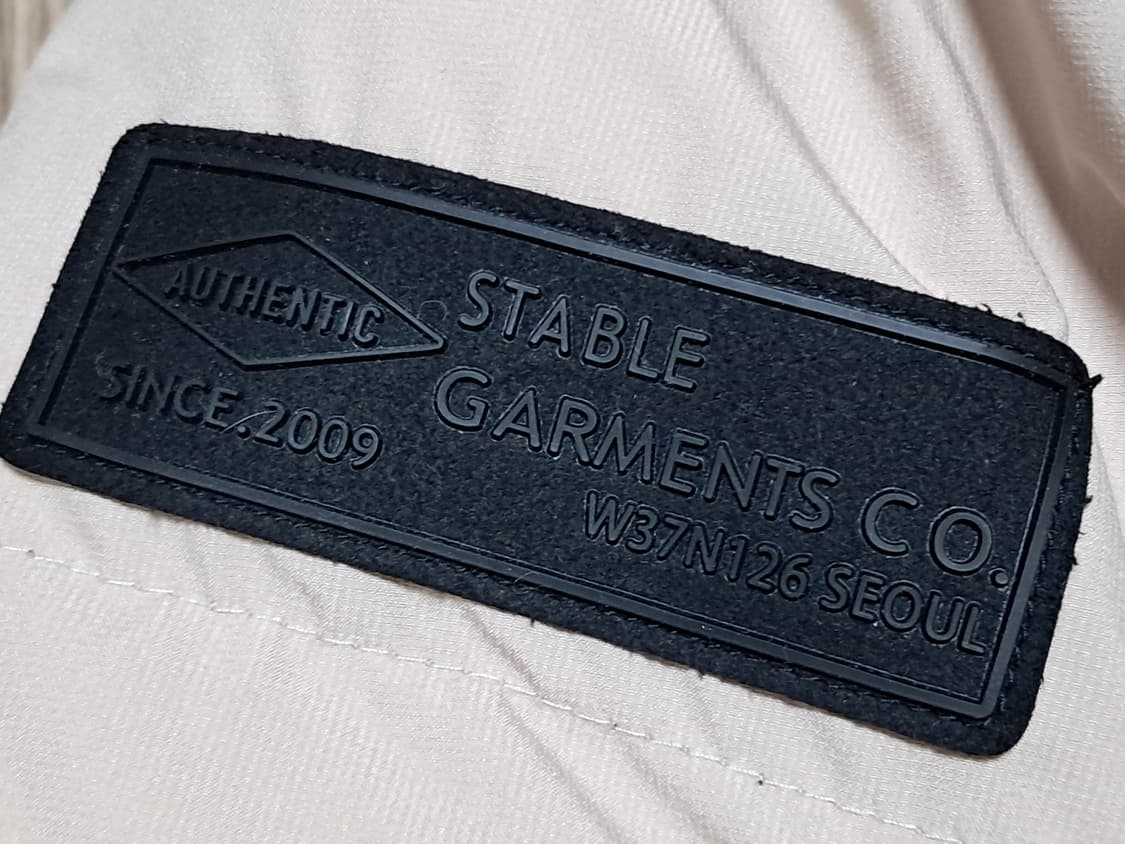 AUTHENTIC
SINCE.2009
STABLE
GARMENTS CO.
W37N126 SEOUL